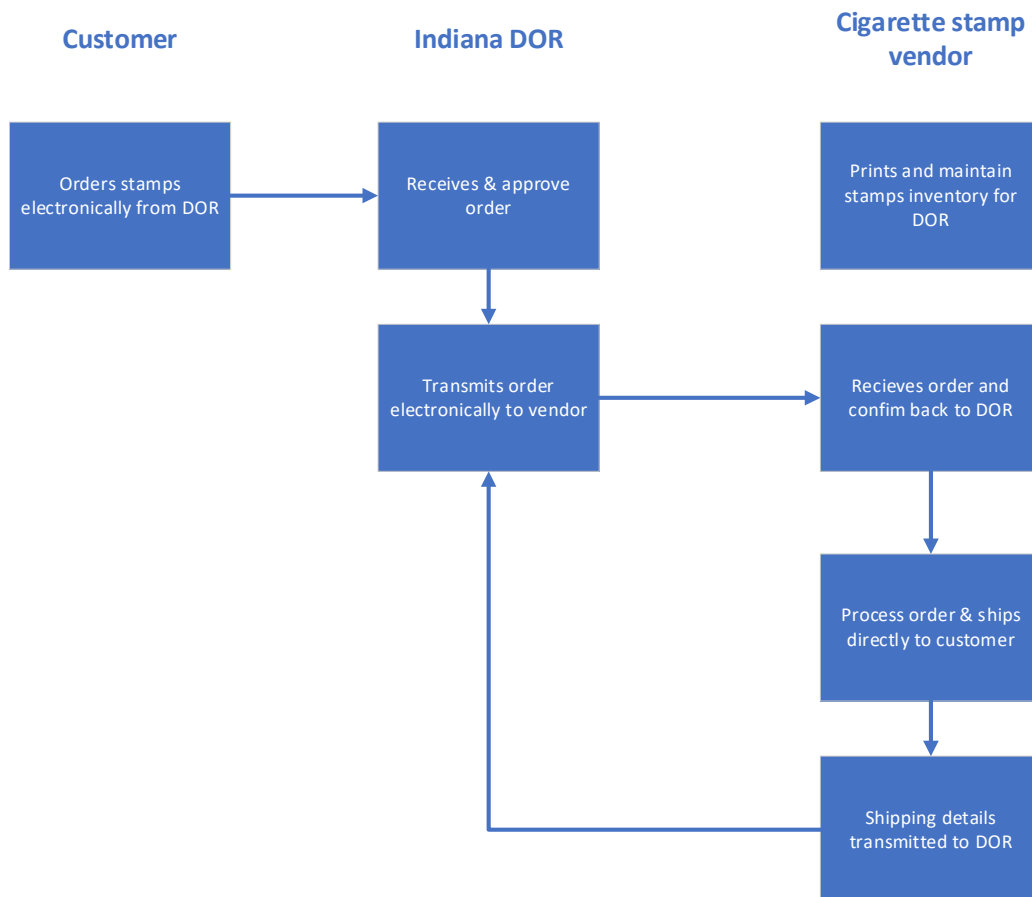 Customer
Indiana DOR
Cigarette stamp
vendor
Orders stamps
electronically from DOR
Receives & approve
order
Prints and maintain
stamps inventory for
DOR
Transmits order
electronically to vendor
Recieves order and
confim back to DOR
Process order & ships
directly to customer
Shipping details
transmitted to DOR